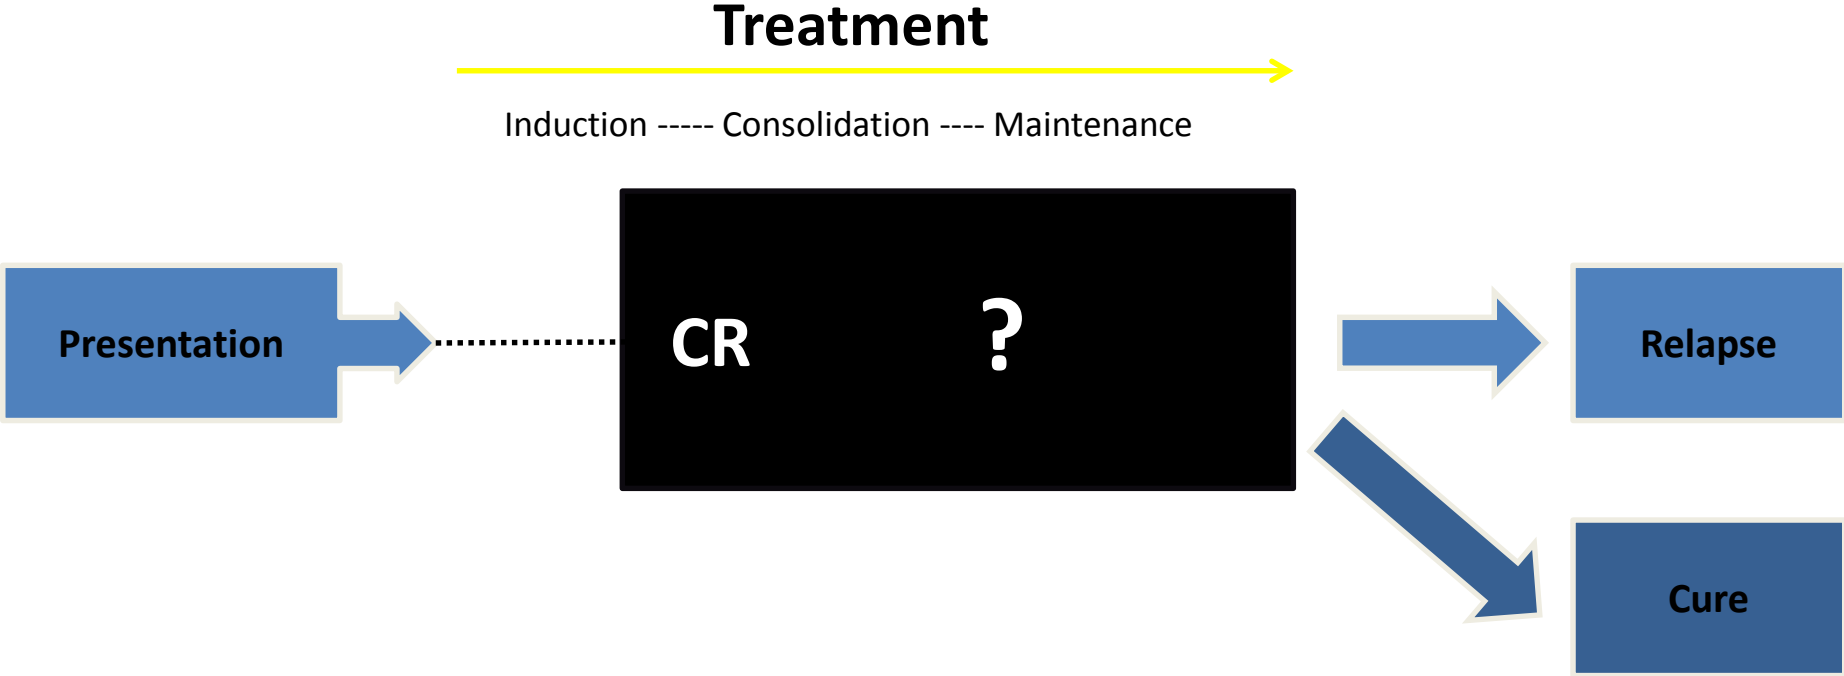 Treatment
Induction ----- Consolidation ---- Maintenance
Presentation
CR
?
Relapse
Cure